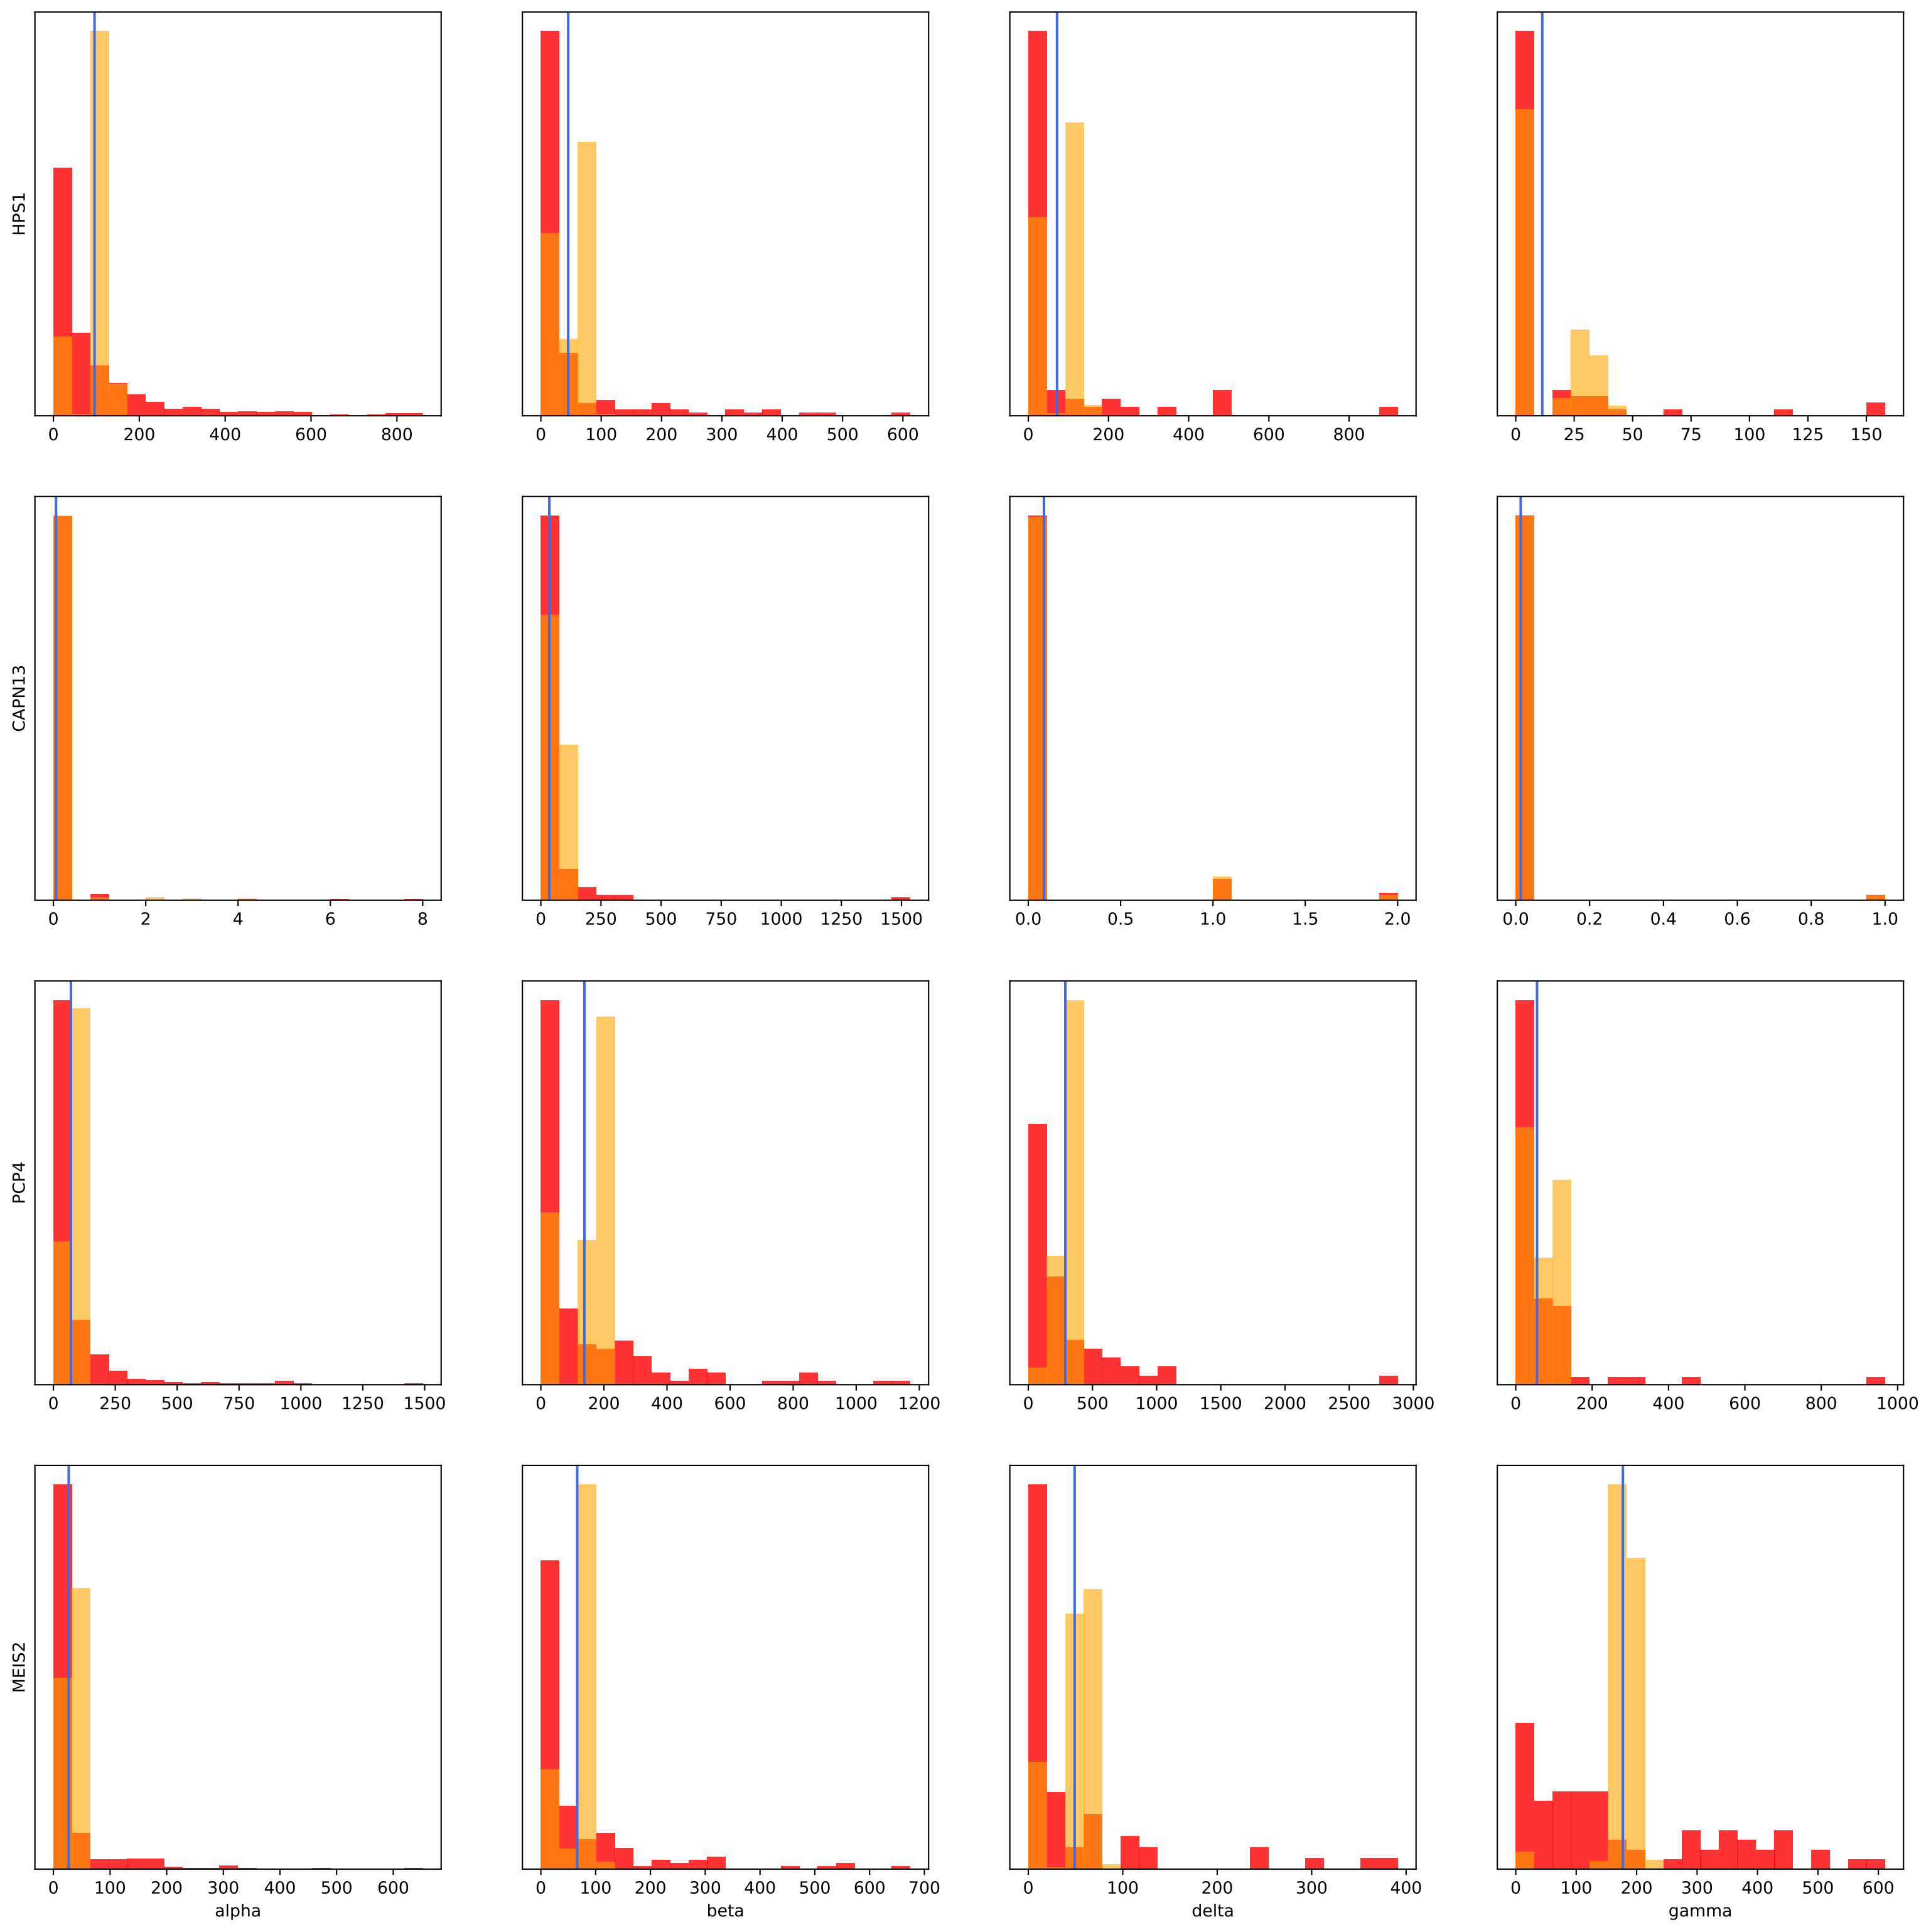 HPS1
0 200 400 600 800
0 100 200 300 400 500 600
0 200 400 600 800
0 25 50 75 100 125 150
CAPN13
0 2 4 6 8
0 250 500 750 1000 1250 1500
0.0 0.5 1.0 1.5 2.0
0.0 0.2 0.4 0.6 0.8 1.0
PCP4
0 250 500 750 1000 1250 1500
0 200 400 600 800 1000 1200
0 500 1000 1500 2000 2500 3000
0 200 400 600 800 1000
MEIS2
0 100 200 300 400 500 600
alpha
0 100 200 300 400 500 600 700
beta
0 100 200 300 400
delta
0 100 200 300 400 500 600
gamma